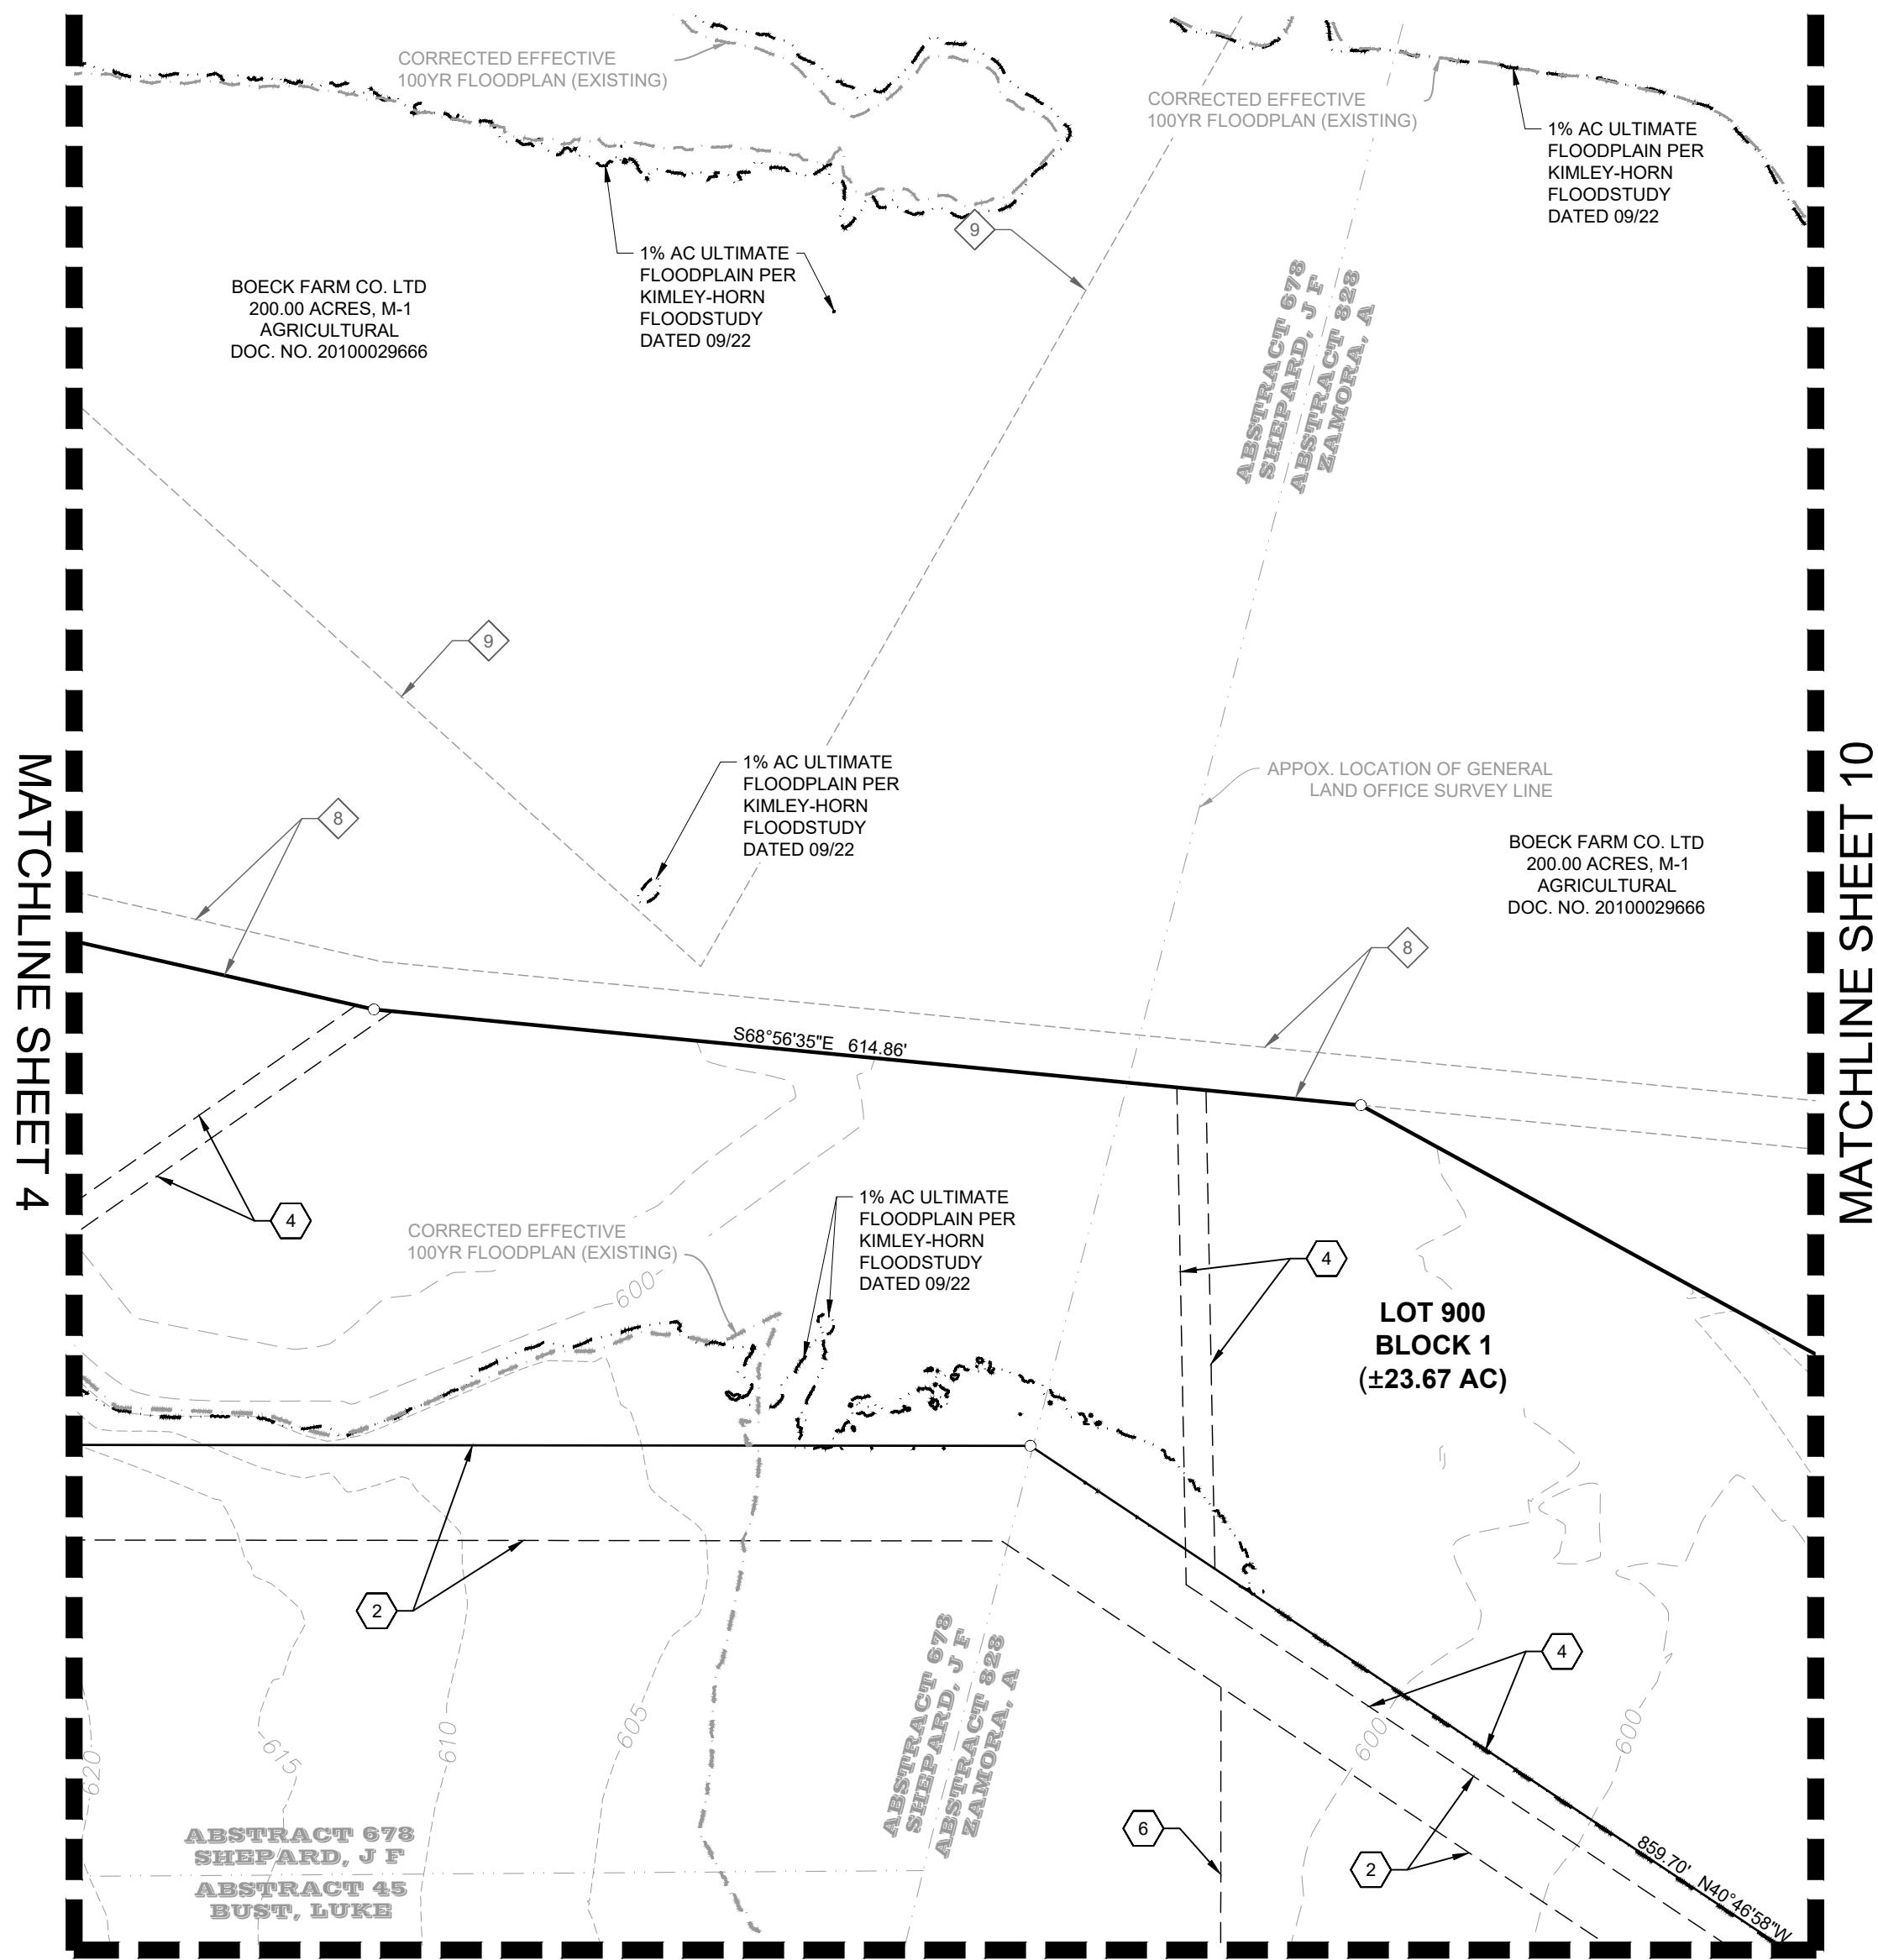 CORRECTED EFFECTIVE
100YR FLOODPLAN (EXISTING)
CORRECTED EFFECTIVE
100YR FLOODPLAN (EXISTING)
1% AC ULTIMATE
FLOODPLAIN PER
KIMLEY-HORN
FLOODSTUDY
DATED 09/22
9
1% AC ULTIMATE
FLOODPLAIN PER
KIMLEY-HORN
FLOODSTUDY
DATED 09/22
BOECK FARM CO. LTD
200.00 ACRES, M-1
AGRICULTURAL
DOC. NO. 20100029666
ABSTRACT 678
SHEPARD, J F
ABSTRACT 828
ZAMORA, A
9
1% AC ULTIMATE
FLOODPLAIN PER
KIMLEY-HORN
FLOODSTUDY
DATED 09/22
APPOX. LOCATION OF GENERAL
LAND OFFICE SURVEY LINE
8
BOECK FARM CO. LTD
200.00 ACRES, M-1
AGRICULTURAL
DOC. NO. 20100029666
MATCHLINE SHEET 4
MATCHLINE SHEET 10
8
S68°56'35"E 614.86'
4
CORRECTED EFFECTIVE
100YR FLOODPLAN (EXISTING)
1% AC ULTIMATE
FLOODPLAIN PER
KIMLEY-HORN
FLOODSTUDY
DATED 09/22
4
600
LOT 900
BLOCK 1
(±23.67 AC)
2
4
ABSTRACT 678
SHEPARD, J F
ABSTRACT 828
ZAMORA, A
620
615
610
605
600
600
6
2
859.70' N40°46'58"W
ABSTRACT 678
SHEPARD, J F
ABSTRACT 45
BUST, LUKE